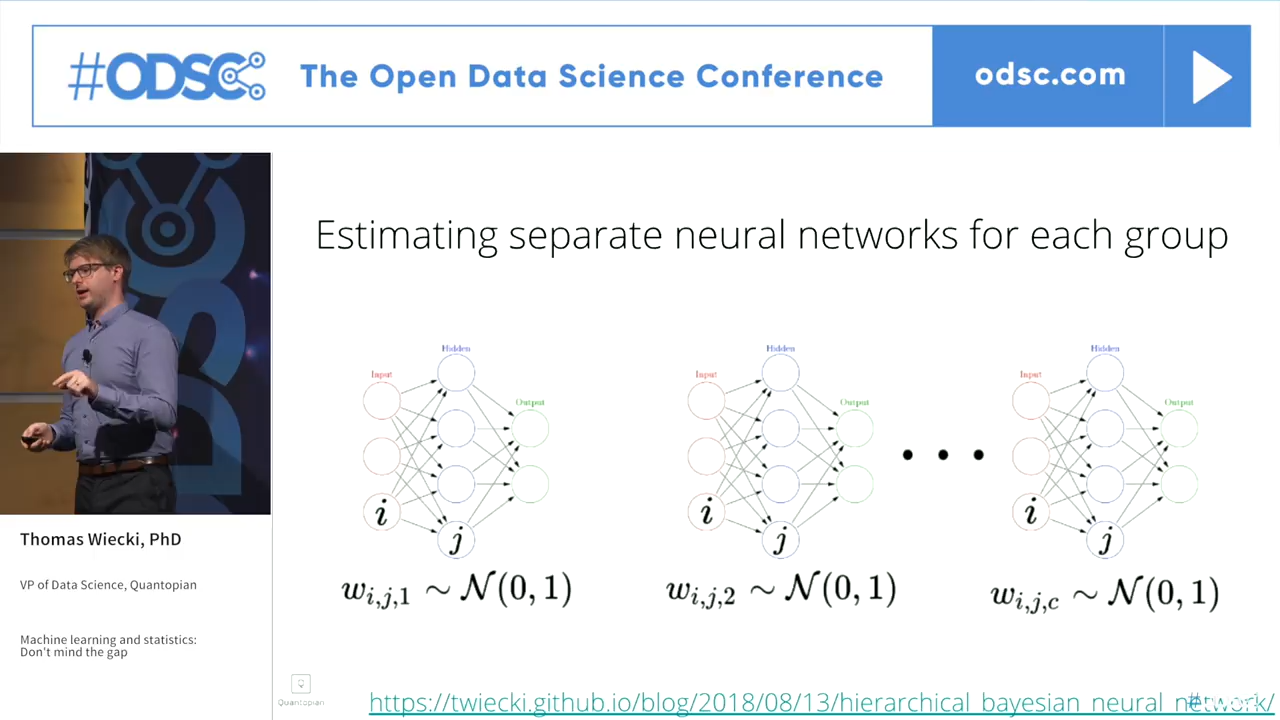 #ODSC
The Open Data Science Conference
odsc.com
Estimating separate neural networks for each group
Input
Hidden
Output
i
j
w_{i,j,1} ∼ N(0, 1)
Input
Hidden
Output
i
j
w_{i,j,2} ∼ N(0, 1)
Input
Hidden
Output
i
j
w_{i,j,c} ∼ N(0, 1)
Thomas Wiecki, PhD
VP of Data Science, Quantopian
Machine learning and statistics:
Don't mind the gap
Quantopian
https://twiecki.github.io/blog/2018/08/13/hierarchical_bayesian_neural_network/